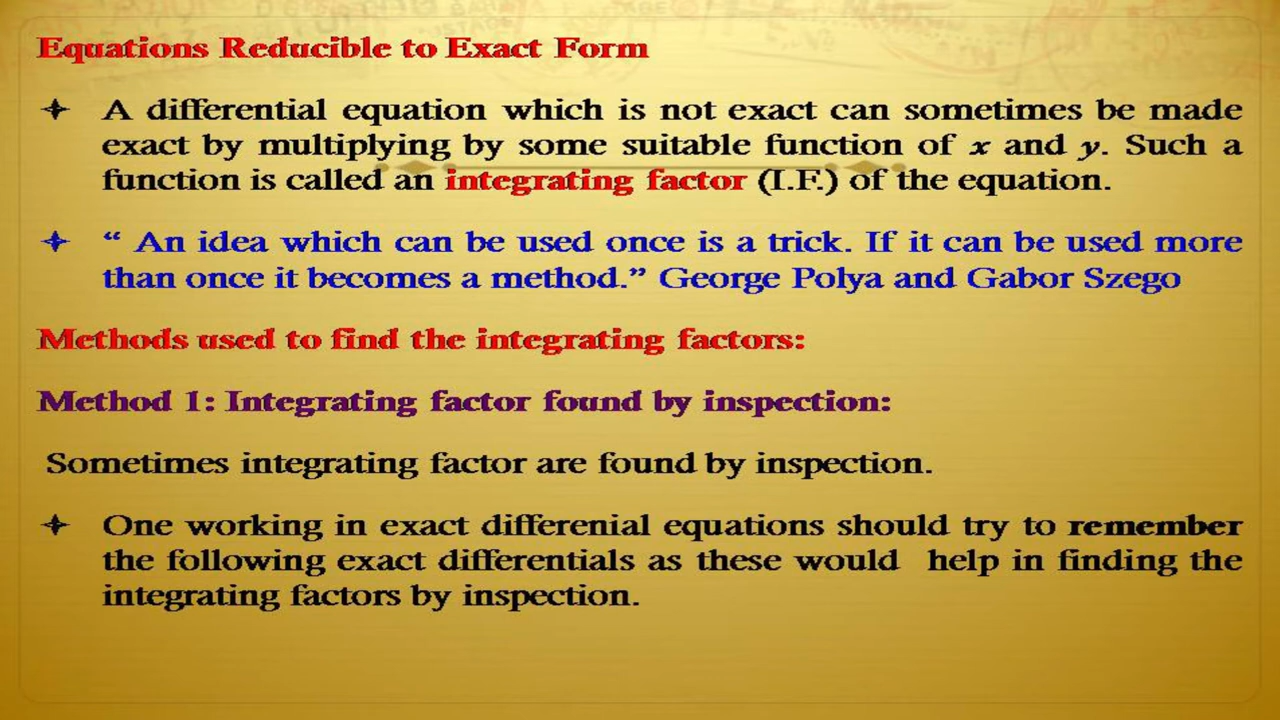 Equations Reducible to Exact Form
A differential equation which is not exact can sometimes be made
exact by multiplying by some suitable function of x and y. Such a
function is called an integrating factor (I.F.) of the equation.
“ An idea which can be used once is a trick. If it can be used more
than once it becomes a method.” George Polya and Gabor Szego
Methods used to find the integrating factors:
Method 1: Integrating factor found by inspection:
Sometimes integrating factor are found by inspection.
One working in exact differenial equations should try to remember
the following exact differentials as these would help in finding the
integrating factors by inspection.